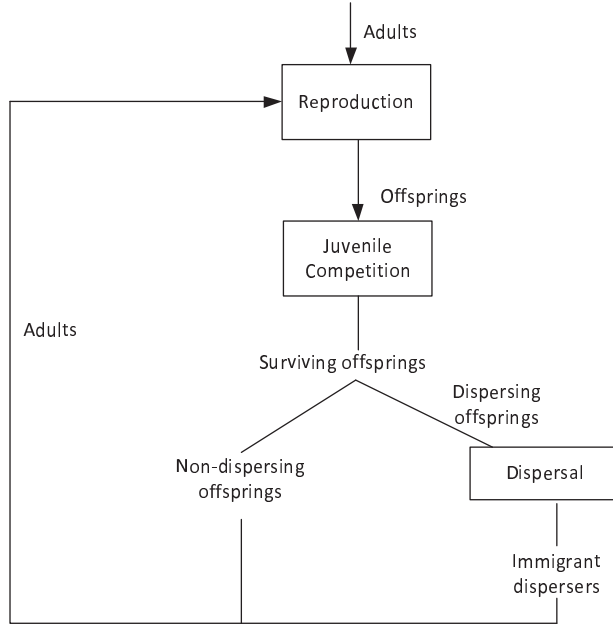 Adults
Reproduction
Offsprings
Juvenile
Competition
Adults
Surviving offsprings
Dispersing
offsprings
Non-dispersing
offsprings
Dispersal
Immigrant
dispersers